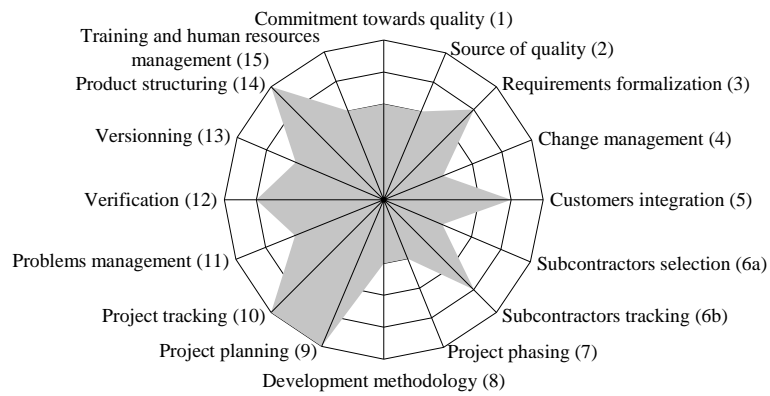 Commitment towards quality (1)
Training and human resources
management (15)
Source of quality (2)
Product structuring (14)
Requirements formalization (3)
Versionning (13)
Change management (4)
Verification (12)
Customers integration (5)
Problems management (11)
Subcontractors selection (6a)
Project tracking (10)
Subcontractors tracking (6b)
Project planning (9)
Project phasing (7)
Development methodology (8)